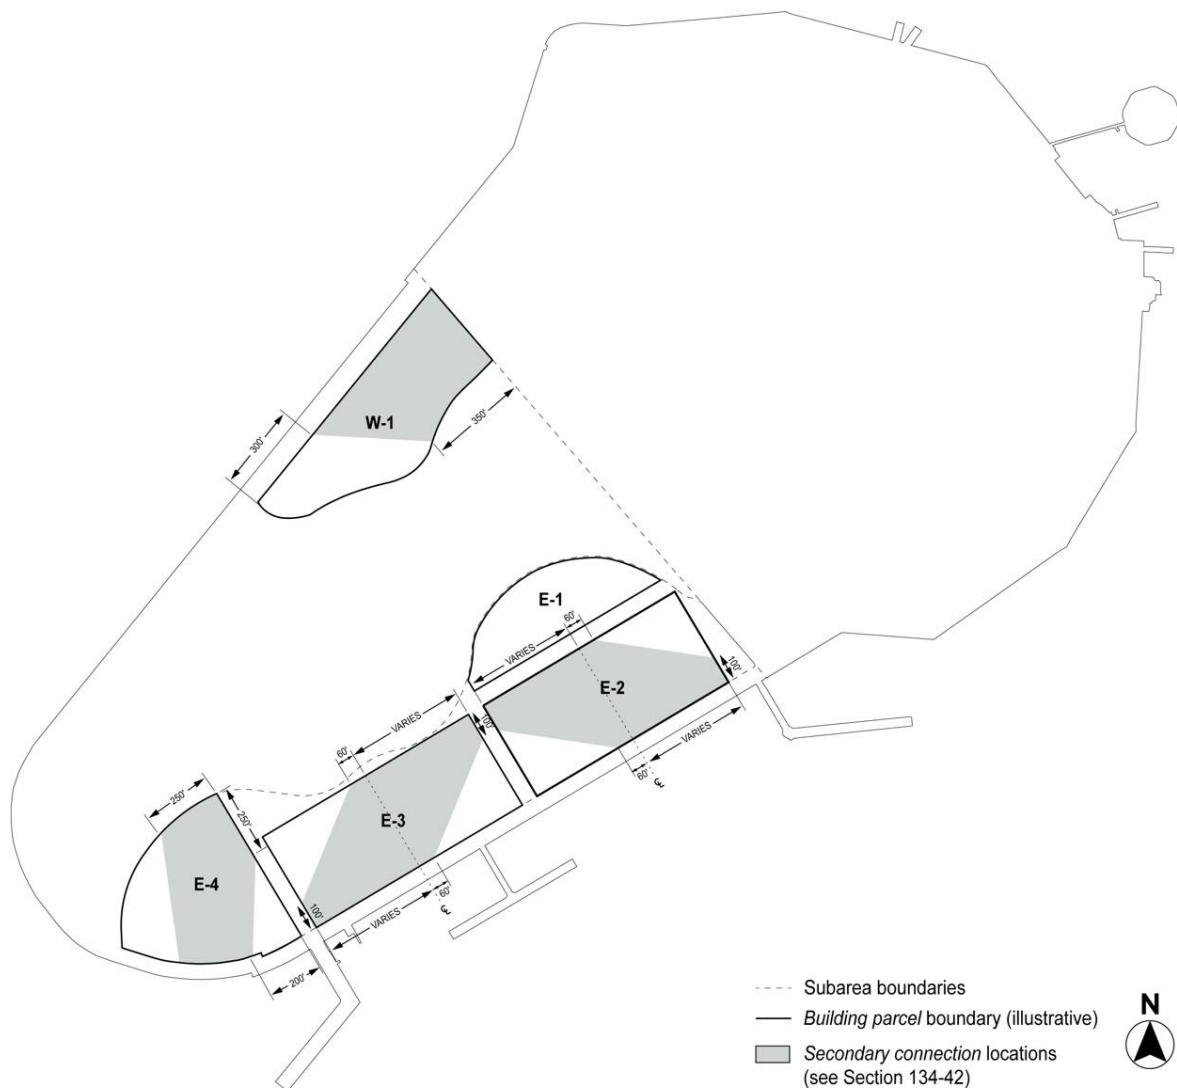 W-1
300'
350'
E-1
60'
VARIES
E-2
100'
100'
VARIES
60'
VARIES
60'
℄
E-3
250'
250'
E-4
100'
60'
VARIES
℄
200'
Subarea boundaries
Building parcel boundary (illustrative)
Secondary connection locations
(see Section 134-42)
N